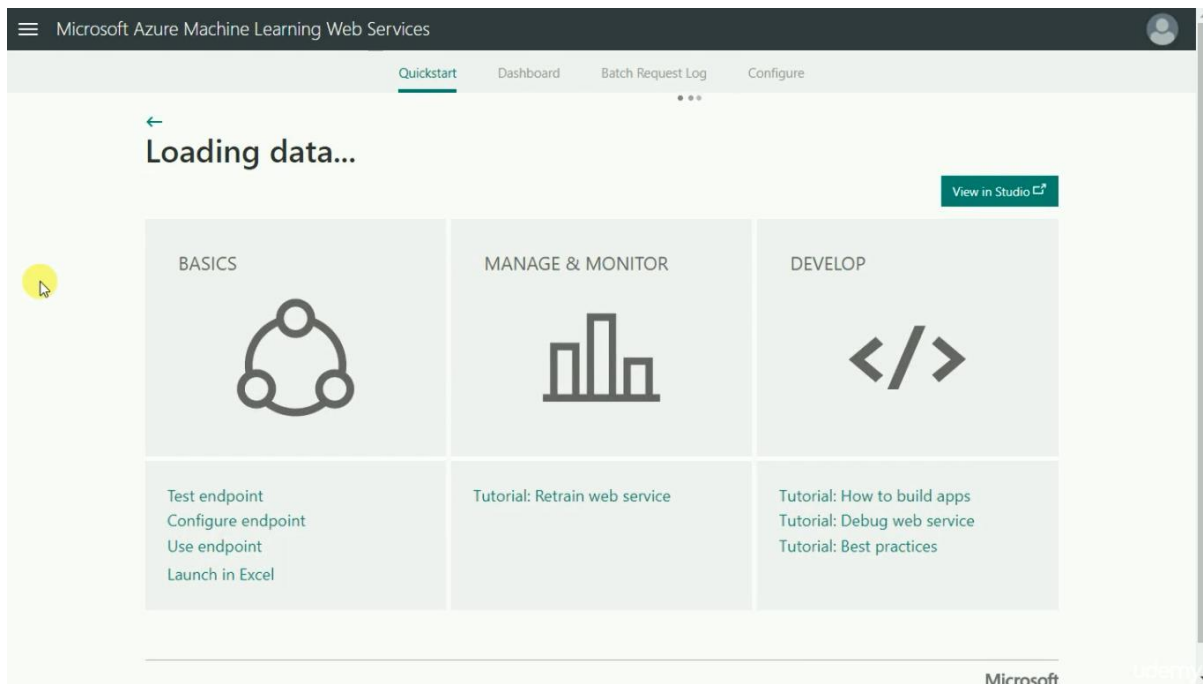 Microsoft Azure Machine Learning Web Services
Quickstart Dashboard Batch Request Log Configure
Loading data...
View in Studio
BASICS
MANAGE & MONITOR
DEVELOP
Test endpoint
Configure endpoint
Use endpoint
Launch in Excel
Tutorial: Retrain web service
Tutorial: How to build apps
Tutorial: Debug web service
Tutorial: Best practices
Microsoft
udemy